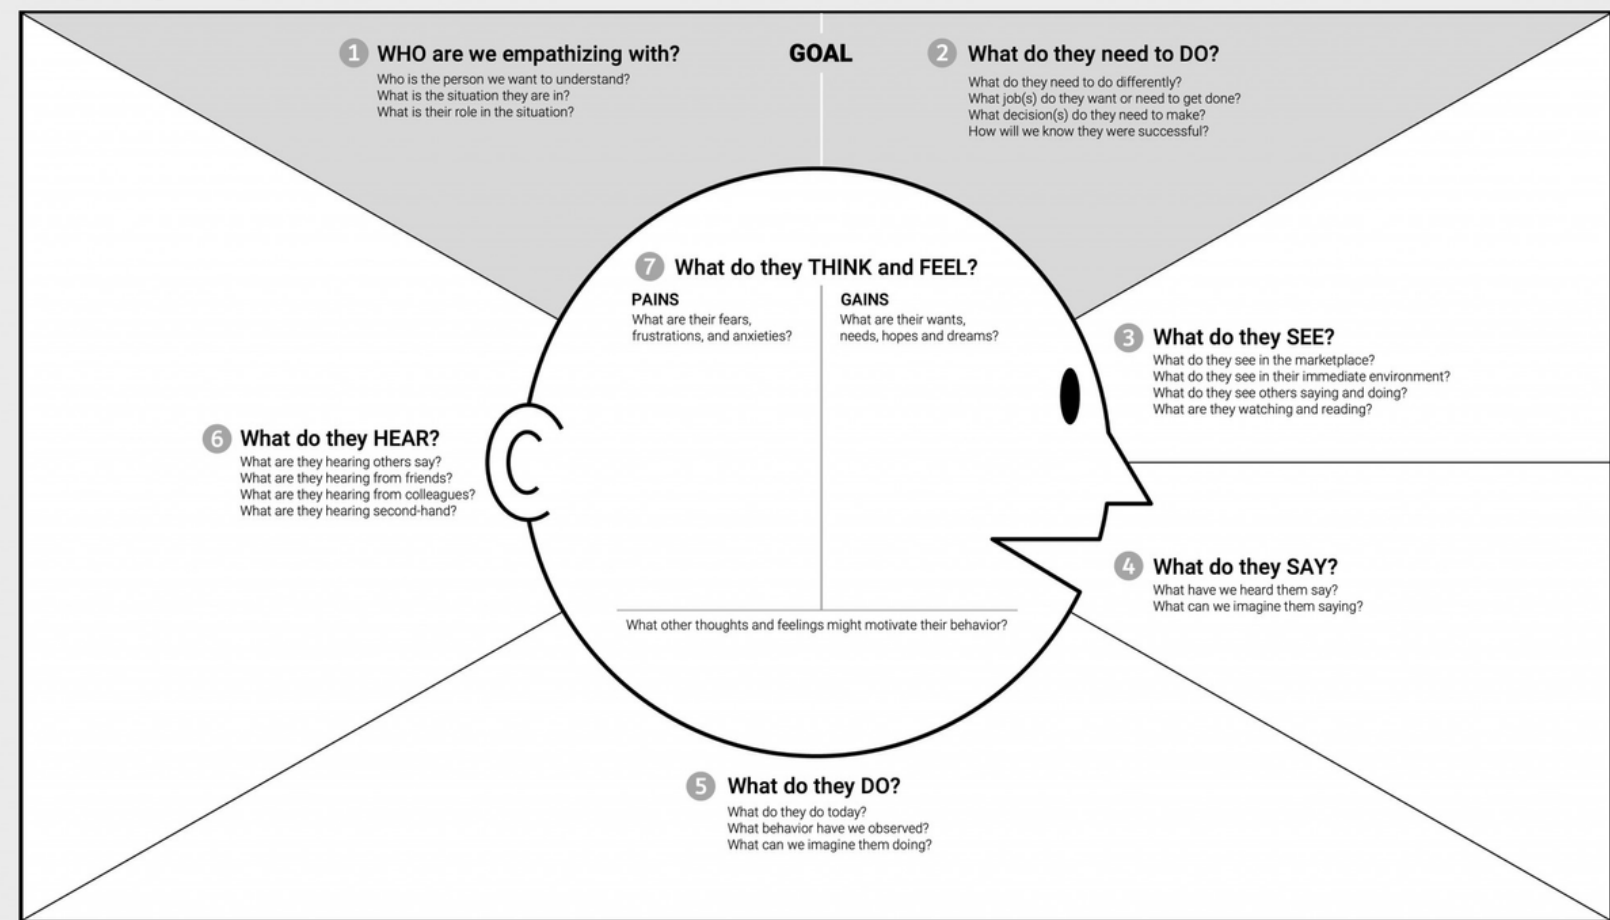 GOAL
1 WHO are we empathizing with?
Who is the person we want to understand?
What is the situation they are in?
What is their role in the situation?
2 What do they need to DO?
What do they need to do differently?
What job(s) do they want or need to get done?
What decision(s) do they need to make?
How will we know they were successful?
3 What do they SEE?
What do they see in the marketplace?
What do they see in their immediate environment?
What do they see others saying and doing?
What are they watching and reading?
4 What do they SAY?
What have we heard them say?
What can we imagine them saying?
5 What do they DO?
What do they do today?
What behavior have we observed?
What can we imagine them doing?
6 What do they HEAR?
What are they hearing others say?
What are they hearing from friends?
What are they hearing from colleagues?
What are they hearing second-hand?
7 What do they THINK and FEEL?
PAINS
What are their fears,
frustrations, and anxieties?
GAINS
What are their wants,
needs, hopes and dreams?
What other thoughts and feelings might motivate their behavior?